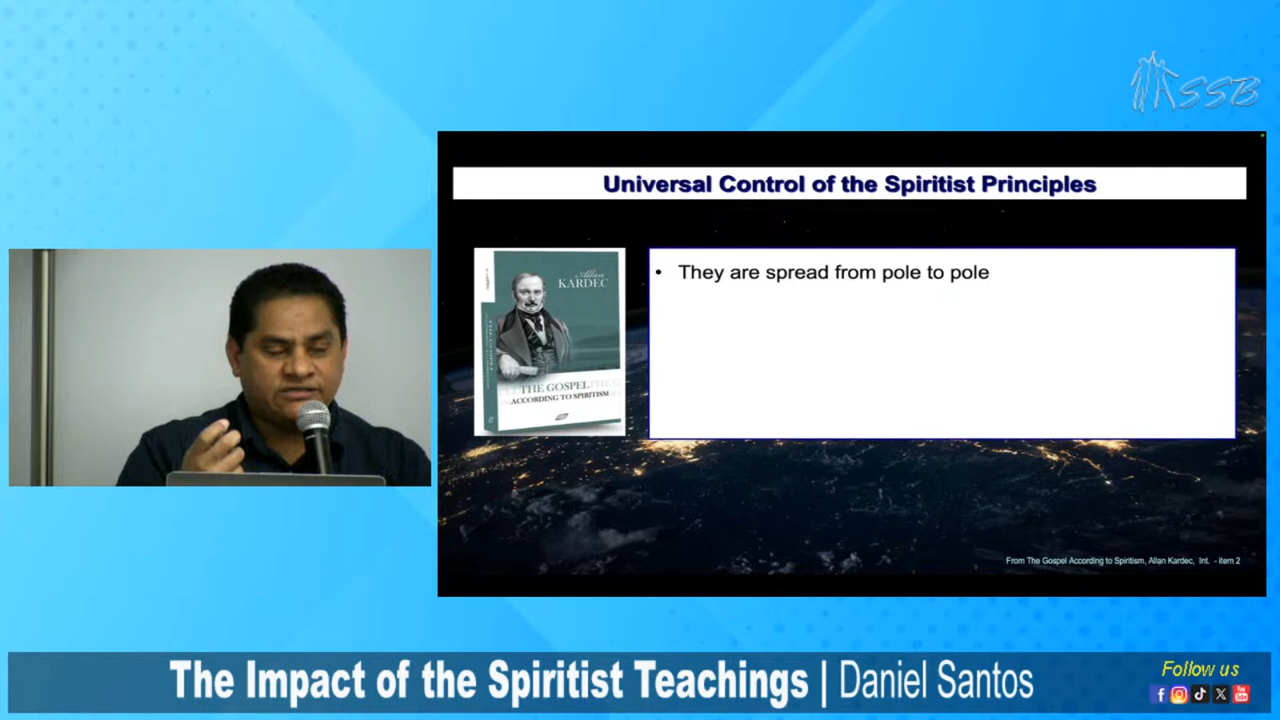 SSB
Universal Control of the Spiritist Principles
Allan
KARDEC
THE GOSPEL
ACCORDING TO SPIRITISM
• They are spread from pole to pole
From The Gospel According to Spiritism, Allan Kardec, Int. - item 2
The Impact of the Spiritist Teachings | Daniel Santos
Follow us